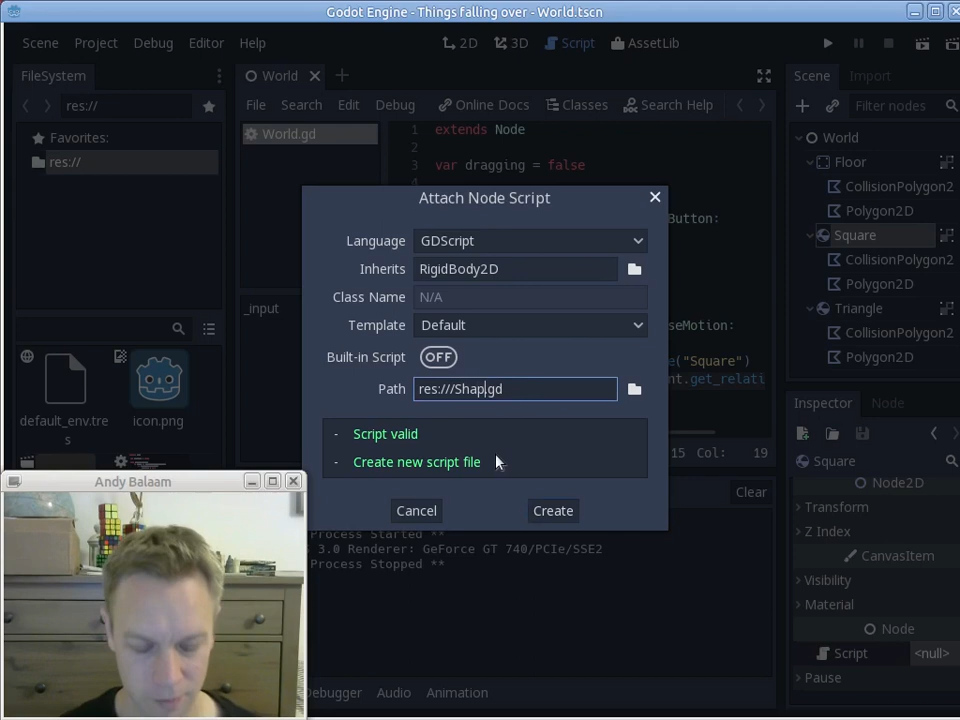 Godot Engine - Things falling over - World.tscn
Scene Project Debug Editor Help
2D 3D Script AssetLib
FileSystem
res://
Favorites:
res://
default_env.tre
s
icon.png
World
File Search Edit Debug
Online Docs Classes Search Help
World.gd
_input
1 extends Node
2
3 var dragging = false
4
Button:
seMotion:
e("Square")
nt.get_relati
15 Col: 19
Attach Node Script
Language GDScript
Inherits RigidBody2D
Class Name N/A
Template Default
Built-in Script OFF
Path res:///Shap.gd
- Script valid
- Create new script file
Cancel Create
Clear
Process Started **
3.0 Renderer: GeForce GT 740/PCIe/SSE2
Process Stopped **
Debugger Audio Animation
Scene Import
Filter nodes
World
Floor
CollisionPolygon2
Polygon2D
Square
CollisionPolygon2
Polygon2D
Triangle
CollisionPolygon2
Polygon2D
Inspector Node
Square
Node2D
Transform
Z Index
CanvasItem
Visibility
Material
Node
Script <null>
Pause
Andy Balaam